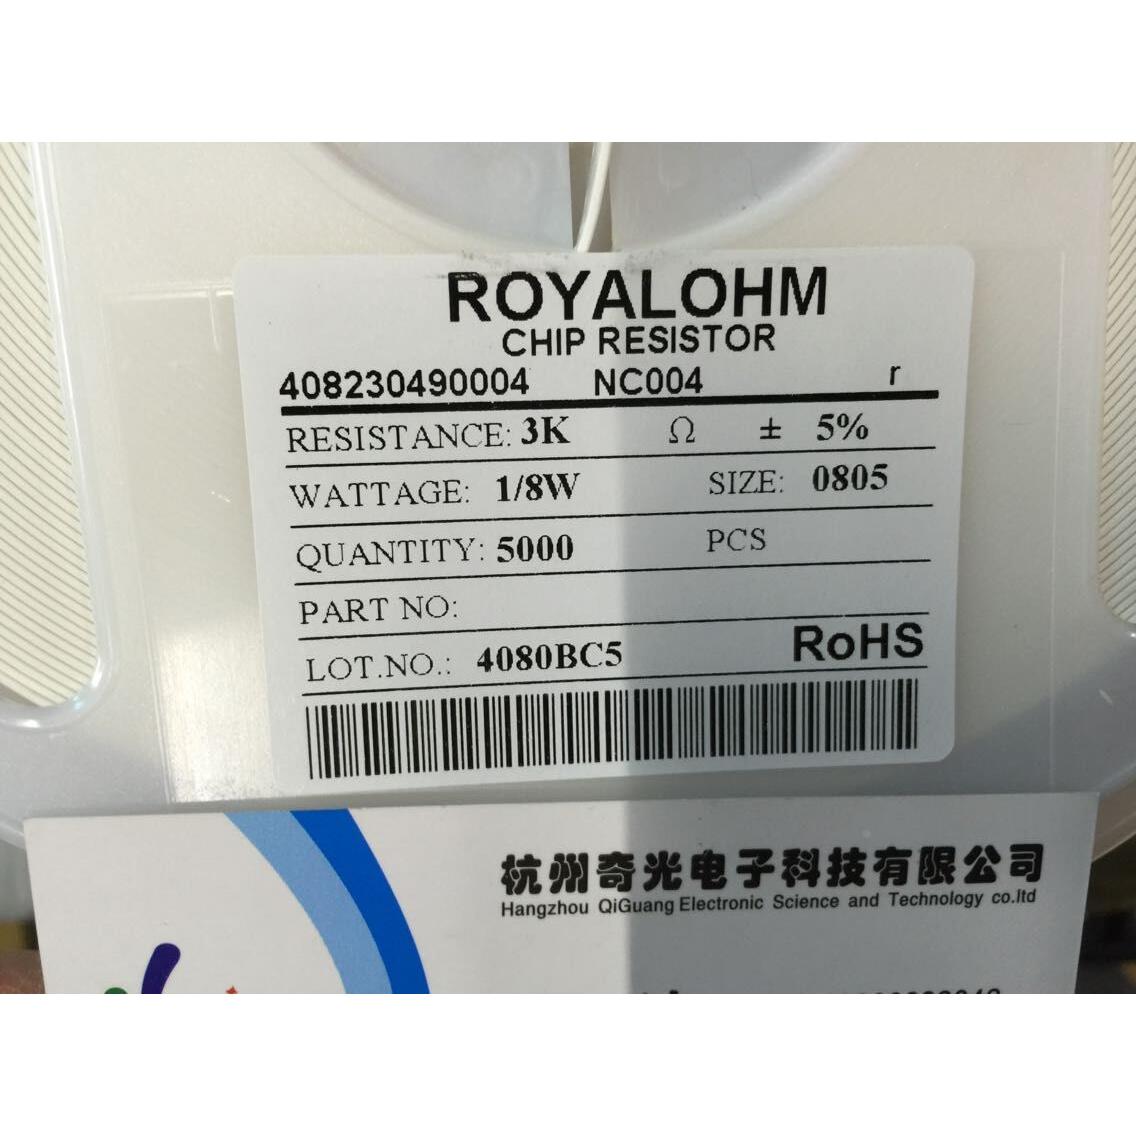 ROYALOHM
CHIP RESISTOR
408230490004 NC004 r
RESISTANCE: 3K Ω ± 5%
WATTAGE: 1/8W SIZE: 0805
QUANTITY: 5000 PCS
PART NO:
LOT.NO.: 4080BC5 RoHS
杭州奇光电子科技有限公司
Hangzhou QiGuang Electronic Science and Technology co.ltd